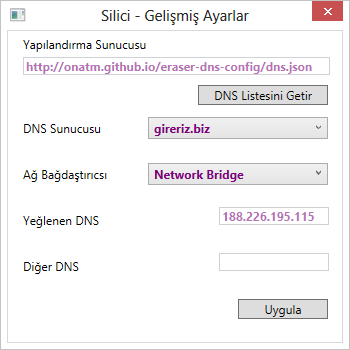 Silici - Gelişmiş Ayarlar
Yapılandırma Sunucusu
http://onatm.github.io/eraser-dns-config/dns.json
DNS Listesini Getir
DNS Sunucusu
gireriz.biz
Ağ Bağdaştırıcsı
Network Bridge
Yeğlenen DNS
188.226.195.115
Diğer DNS
Uygula